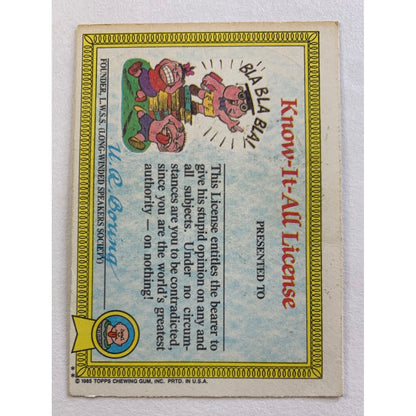 Know-It-All License
PRESENTED TO
BLA BLA BLA!
This License entitles the bearer to
give his stupid opinion on any and
all subjects. Under no circum-
stances are you to be contradicted,
since you are the world's greatest
authority — on nothing!
U.R. Boring
FOUNDER, L.W.S.S. (LONG-WINDED SPEAKERS SOCIETY)
** © 1985 TOPPS CHEWING GUM, INC. PRTD. IN U.S.A.